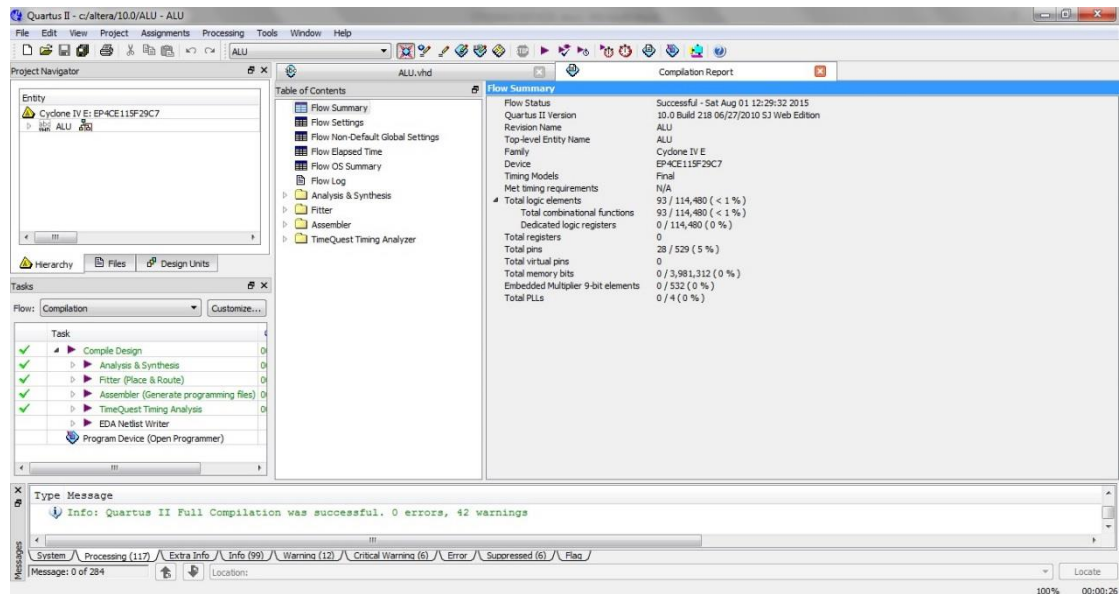 Quartus II - c:/altera/10.0/ALU - ALU
File Edit View Project Assignments Processing Tools Window Help
ALU
Project Navigator
Entity
Cyclone IV E: EP4CE115F29C7
ALU
Hierarchy Files Design Units
Tasks
Flow: Compilation Customize...
Task
Compile Design
Analysis & Synthesis
Fitter (Place & Route)
Assembler (Generate programming files)
TimeQuest Timing Analysis
EDA Netlist Writer
Program Device (Open Programmer)
ALU.vhd Compilation Report
Table of Contents
Flow Summary
Flow Settings
Flow Non-Default Global Settings
Flow Elapsed Time
Flow OS Summary
Flow Log
Analysis & Synthesis
Fitter
Assembler
TimeQuest Timing Analyzer
Flow Summary
Flow Status Successful - Sat Aug 01 12:29:32 2015
Quartus II Version 10.0 Build 218 06/27/2010 SJ Web Edition
Revision Name ALU
Top-level Entity Name ALU
Family Cyclone IV E
Device EP4CE115F29C7
Timing Models Final
Met timing requirements N/A
Total logic elements 93 / 114,480 ( < 1 % )
Total combinational functions 93 / 114,480 ( < 1 % )
Dedicated logic registers 0 / 114,480 ( 0 % )
Total registers 0
Total pins 28 / 529 ( 5 % )
Total virtual pins 0
Total memory bits 0 / 3,981,312 ( 0 % )
Embedded Multiplier 9-bit elements 0 / 532 ( 0 % )
Total PLLs 0 / 4 ( 0 % )
Messages
Type Message
Info: Quartus II Full Compilation was successful. 0 errors, 42 warnings
System Processing (117) Extra Info Info (99) Warning (12) Critical Warning (6) Error Suppressed (6) Flag
Message: 0 of 284 Location: Locate
100% 00:00:26